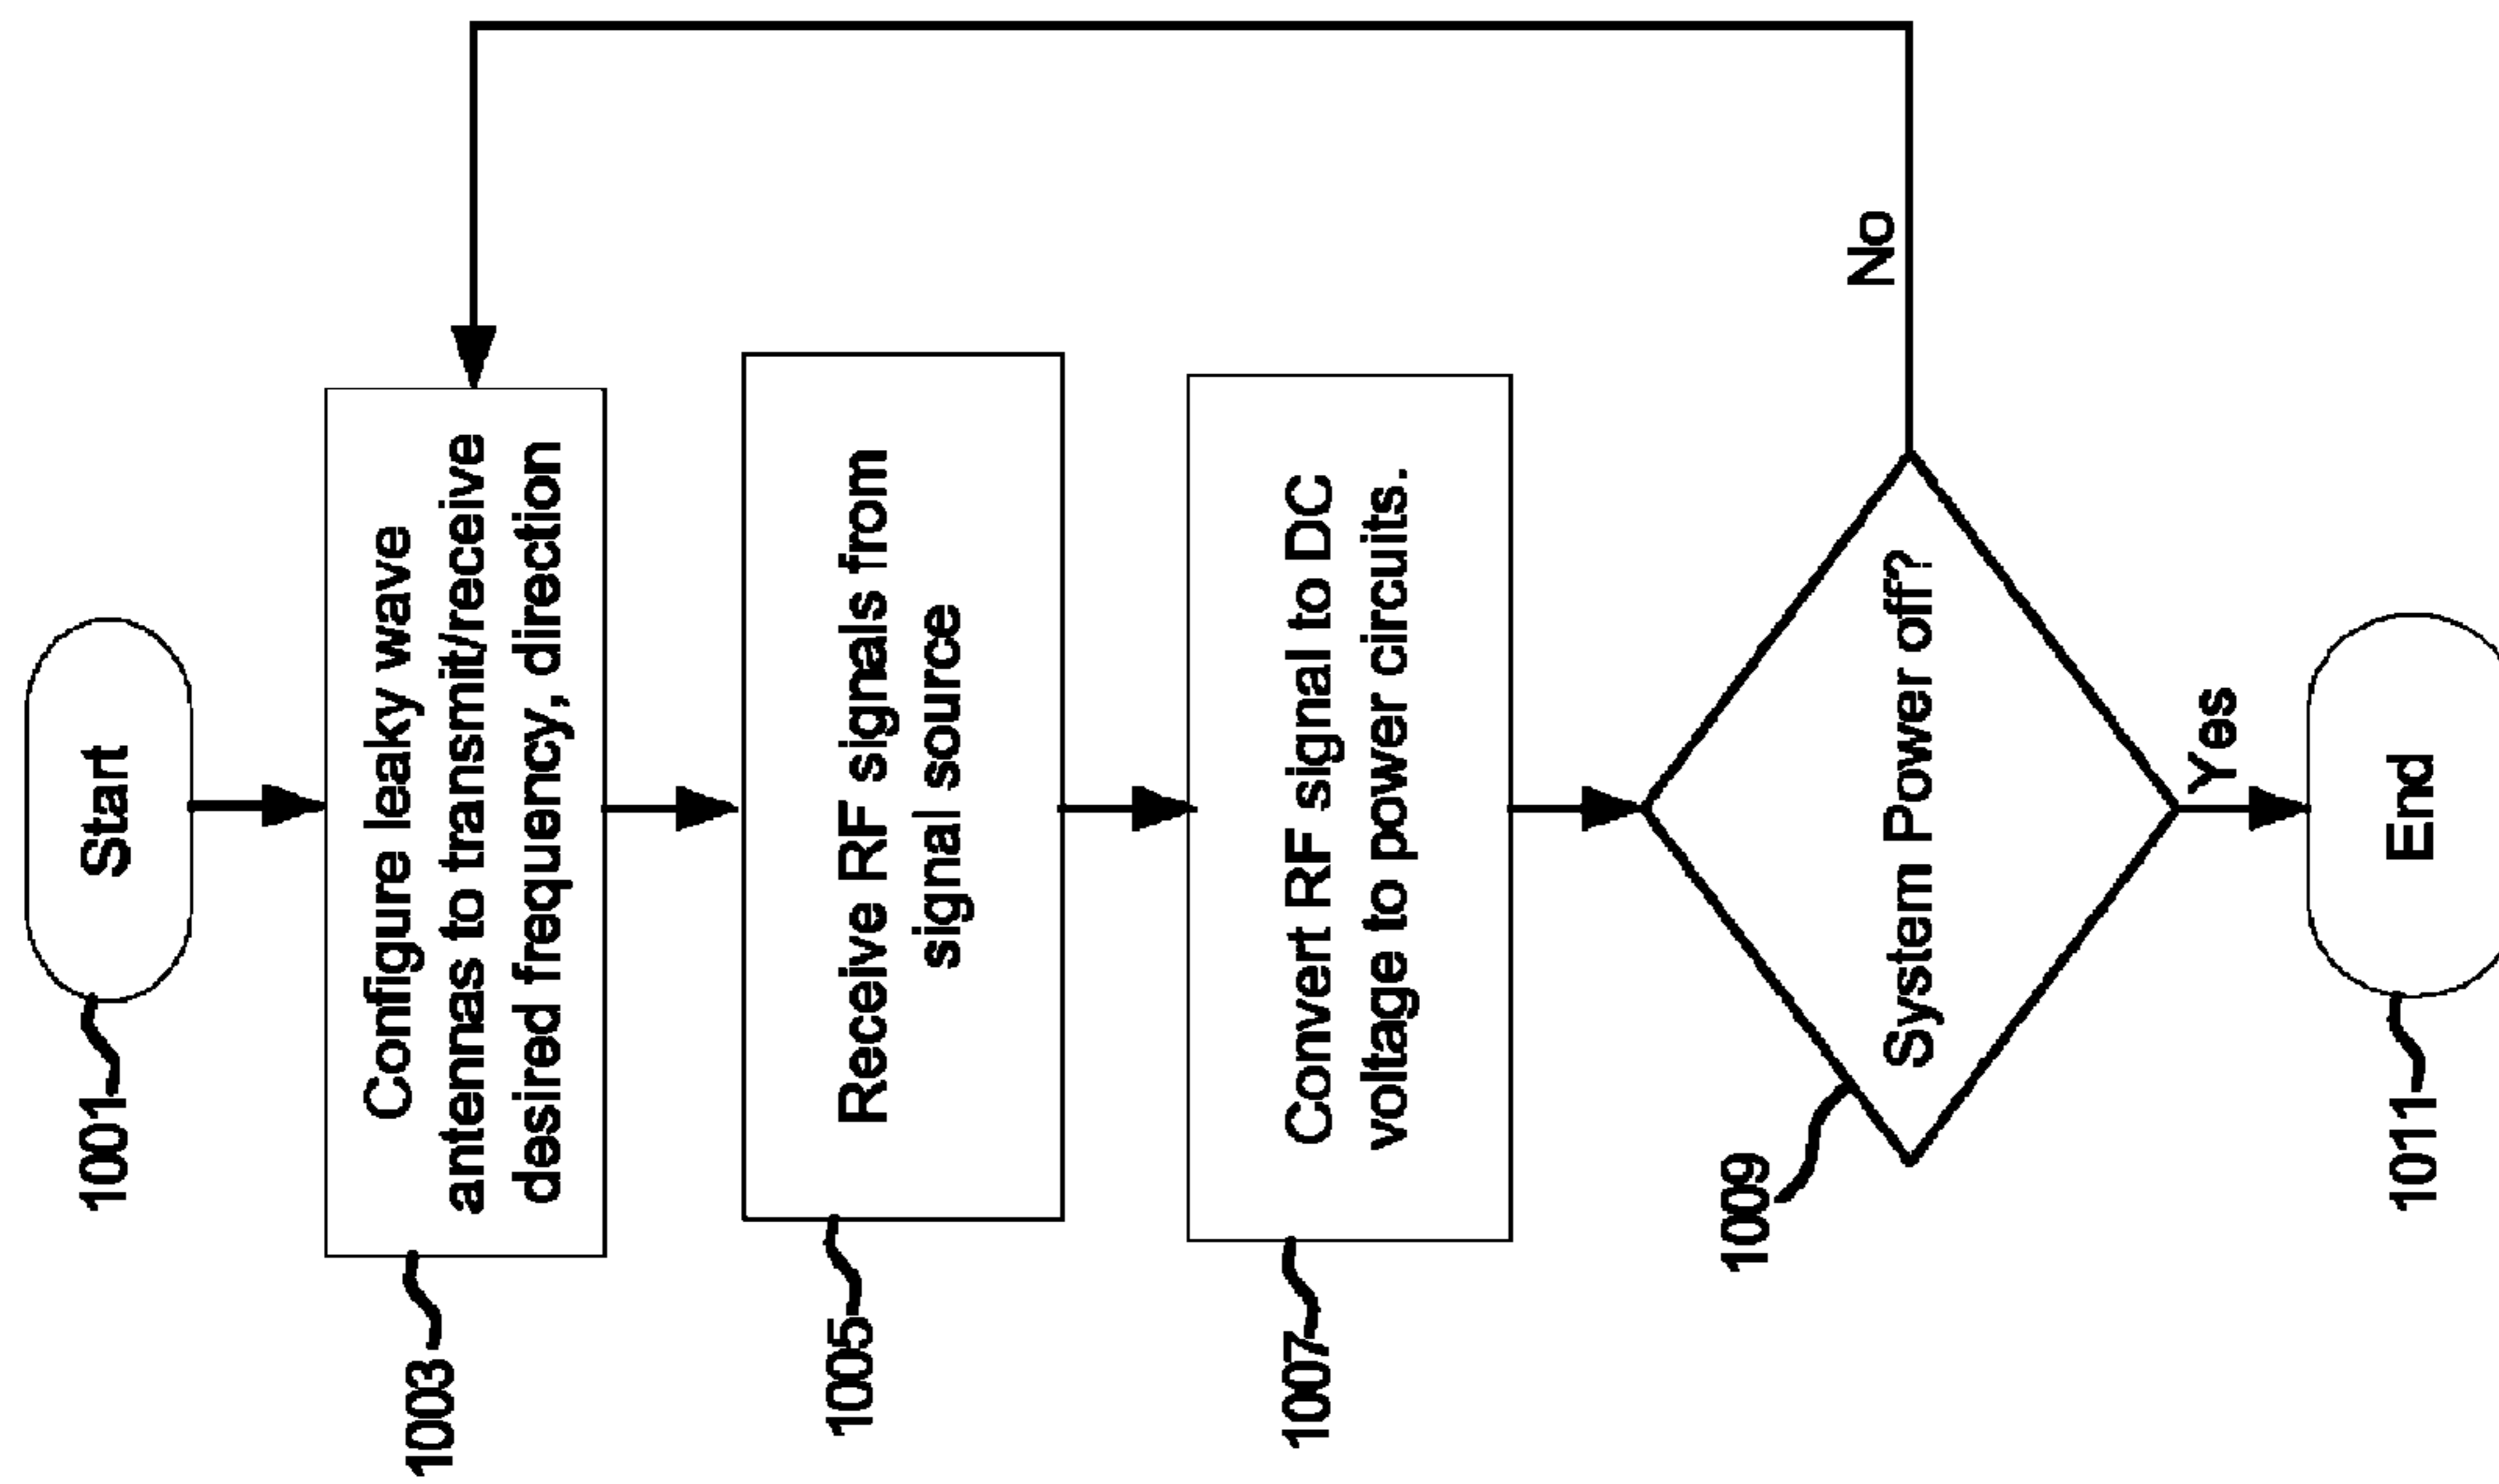 1001
Start
1003
Configure leaky wave
antennas to transmit/receive
desired frequency, direction
1005
Receive RF signals from
signal source
1007
Convert RF signal to DC
voltage to power circuits.
1009
System Power off?
No
Yes
1011
End